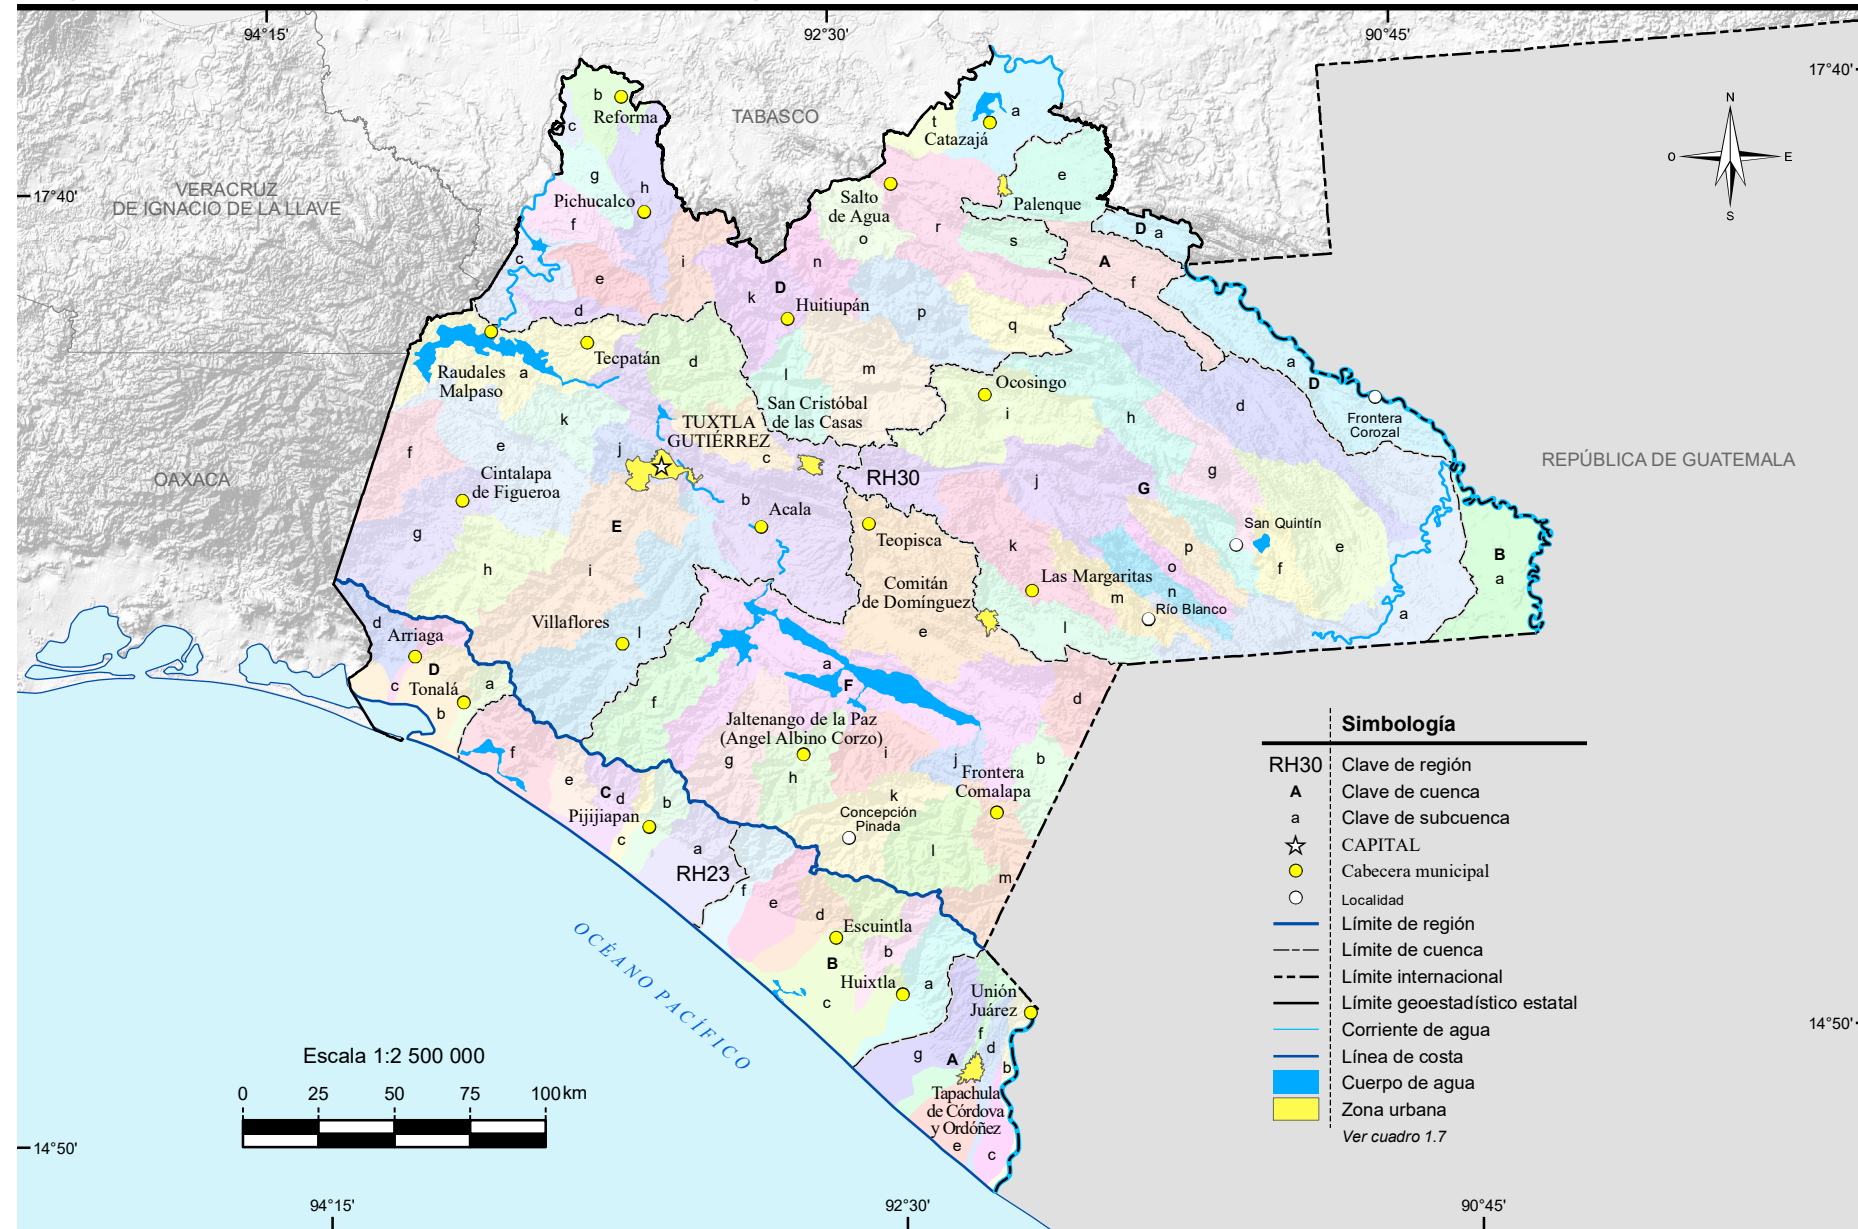 94°15'
92°30'
90°45'
17°40'
N
O
E
S
TABASCO
b
Reforma
c
a
t
Catazajá
g
h
e
Palenque
17°40'
VERACRUZ
DE IGNACIO DE LA LLAVE
Pichucalco
f
Salto
de Agua
o
r
s
D
a
A
f
c
e
i
n
D
k
Huitiupán
p
d
q
Tecpatán
d
a
Raudales
Malpaso
l
m
a
D
Ocosingo
i
h
d
Frontera
Corozal
San Cristóbal
de las Casas
k
TUXTLA
GUTIÉRREZ
j
c
e
f
OAXACA
Cintalapa
de Figueroa
RH30
REPÚBLICA DE GUATEMALA
g
j
G
b
Acala
E
g
Teopisca
k
San Quintín
p
f
e
B
a
h
i
o
Comitán
de Domínguez
Las Margaritas
m
n
Río Blanco
a
d
Arriaga
Villaflores
l
e
l
D
c
Tonalá
a
b
a
F
f
d
f
Jaltenango de la Paz
(Angel Albino Corzo)
g
h
i
j
b
Frontera
Comalapa
e
C
d
b
Pijijiapan
c
k
Concepción
Pinada
a
RH23
l
m
f
e
d
Escuintla
b
B
Huixtla
a
c
Unión
Juárez
f
g
A
d
b
Tapachula
de Córdova
y Ordóñez
e
c
OCÉANO PACÍFICO
Simbología
RH30 Clave de región
A Clave de cuenca
a Clave de subcuenca
CAPITAL
Cabecera municipal
Localidad
Límite de región
Límite de cuenca
Límite internacional
Límite geoestadístico estatal
Corriente de agua
Línea de costa
Cuerpo de agua
Zona urbana
Ver cuadro 1.7
14°50'
Escala 1:2 500 000
0 25 50 75 100 km
14°50'
94°15'
92°30'
90°45'